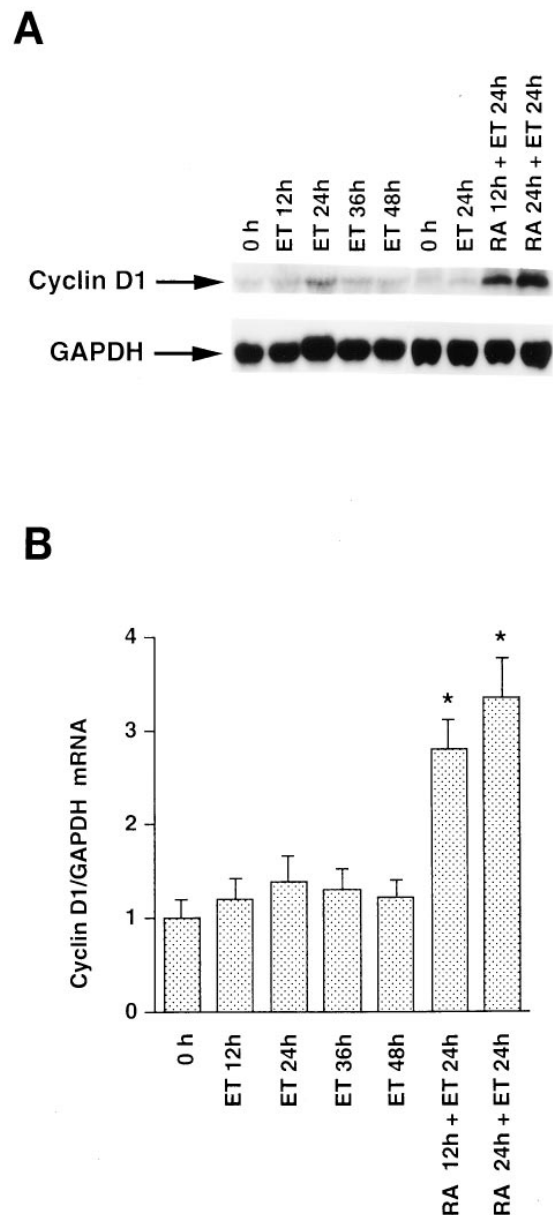 A
0 h
ET 12h
ET 24h
ET 36h
ET 48h
0 h
ET 24h
RA 12h + ET 24h
RA 24h + ET 24h
Cyclin D1
GAPDH
B
Cyclin D1/GAPDH mRNA
4
3
2
1
0
*
*
0 h
ET 12h
ET 24h
ET 36h
ET 48h
RA 12h + ET 24h
RA 24h + ET 24h